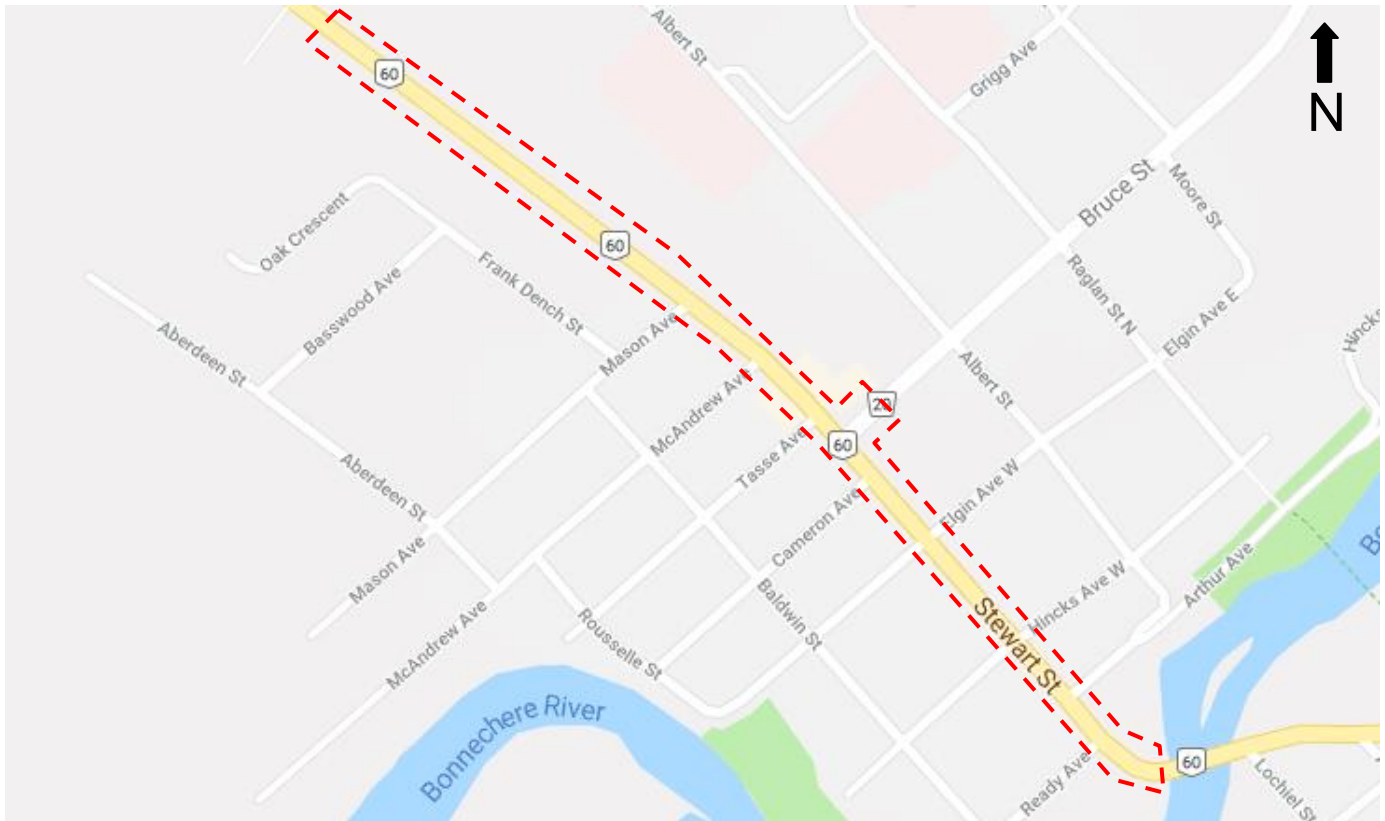 Albert St
60
Grigg Ave
N
Bruce St
Moore St
Oak Crescent
60
Frank Dench St
Basswood Ave
Raglan St N
Elgin Ave E
Hincks
Aberdeen St
Mason Ave
Albert St
McAndrew Ave
20
60
Tasse Ave
Elgin Ave W
Aberdeen St
Cameron Ave
Mason Ave
Baldwin St
Arthur Ave
Hincks Ave W
Rousselle St
Stewart St
McAndrew Ave
Bonnechere River
60
Ready Ave
Lochiel St